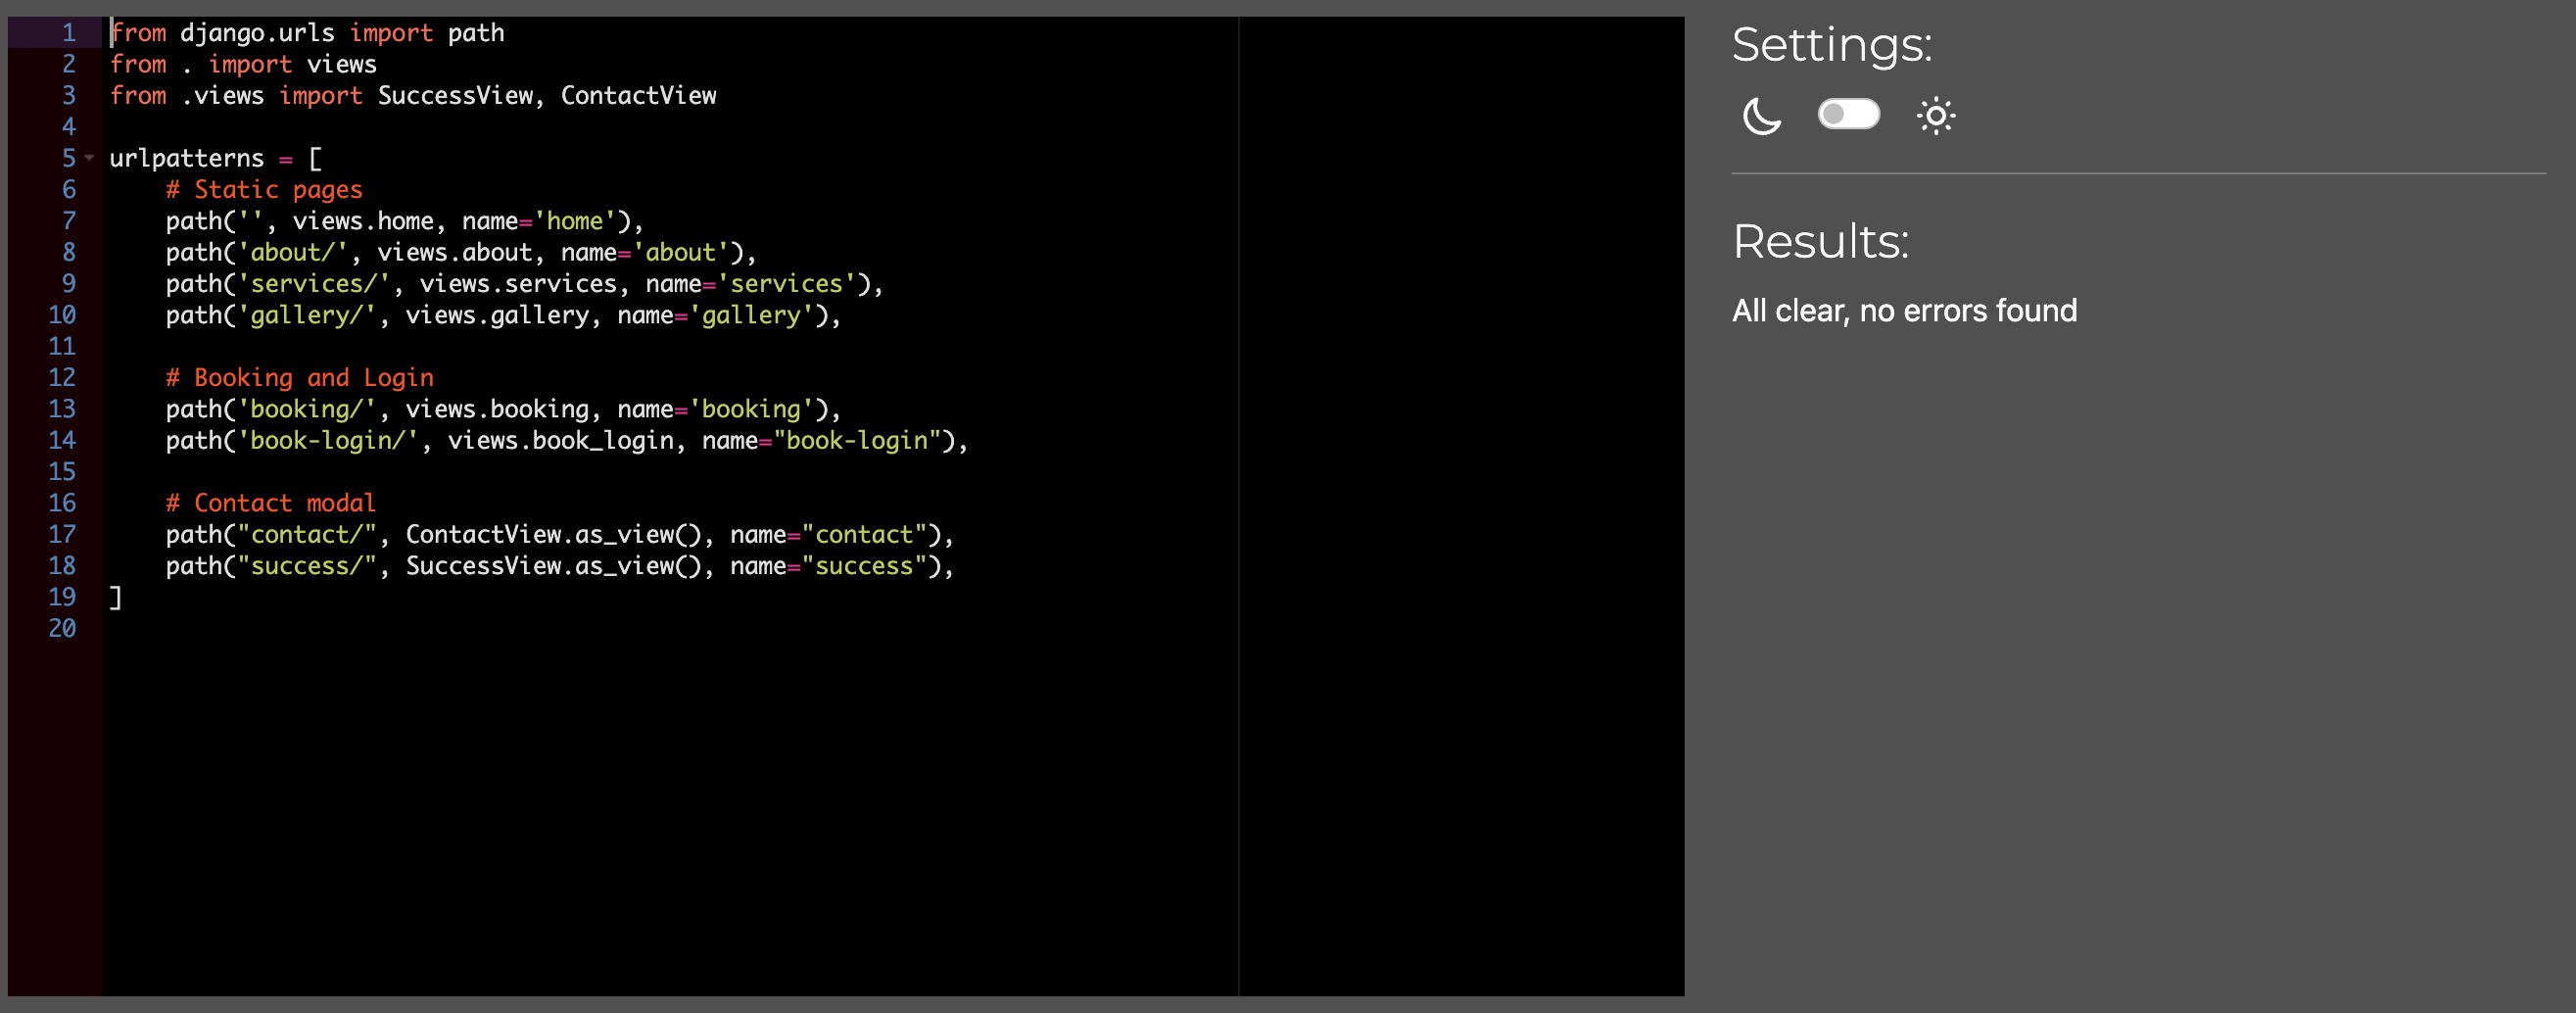 1 from django.urls import path
2 from . import views
3 from .views import SuccessView, ContactView
4
5 urlpatterns = [
6     # Static pages
7     path('', views.home, name='home'),
8     path('about/', views.about, name='about'),
9     path('services/', views.services, name='services'),
10     path('gallery/', views.gallery, name='gallery'),
11
12     # Booking and Login
13     path('booking/', views.booking, name='booking'),
14     path('book-login/', views.book_login, name="book-login"),
15
16     # Contact modal
17     path("contact/", ContactView.as_view(), name="contact"),
18     path("success/", SuccessView.as_view(), name="success"),
19 ]
20
Settings:
Results:
All clear, no errors found